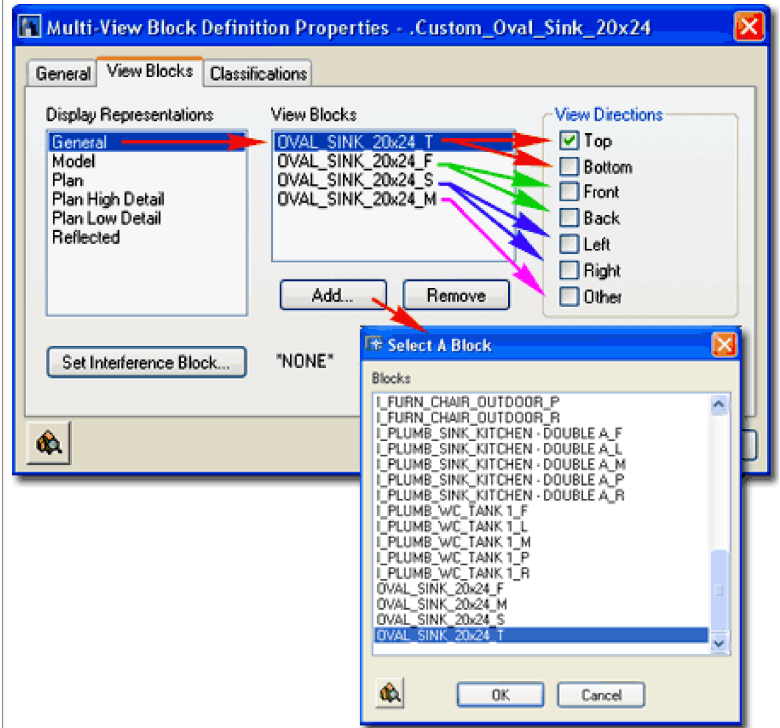 Multi-View Block Definition Properties - .Custom_Oval_Sink_20x24
General View Blocks Classifications
Display Representations View Blocks View Directions
General OVAL_SINK_20x24_T Top
Model OVAL_SINK_20x24_F Bottom
Plan OVAL_SINK_20x24_S Front
Plan High Detail OVAL_SINK_20x24_M Back
Plan Low Detail Left
Reflected Right
Other
Add... Remove
Set Interference Block... *NONE*
Select A Block
Blocks
I_FURN_CHAIR_OUTDOOR_P
I_FURN_CHAIR_OUTDOOR_R
I_PLUMB_SINK_KITCHEN - DOUBLE A_F
I_PLUMB_SINK_KITCHEN - DOUBLE A_L
I_PLUMB_SINK_KITCHEN - DOUBLE A_M
I_PLUMB_SINK_KITCHEN - DOUBLE A_P
I_PLUMB_SINK_KITCHEN - DOUBLE A_R
I_PLUMB_WC_TANK 1_F
I_PLUMB_WC_TANK 1_L
I_PLUMB_WC_TANK 1_M
I_PLUMB_WC_TANK 1_P
I_PLUMB_WC_TANK 1_R
OVAL_SINK_20x24_F
OVAL_SINK_20x24_M
OVAL_SINK_20x24_S
OVAL_SINK_20x24_T
OK Cancel